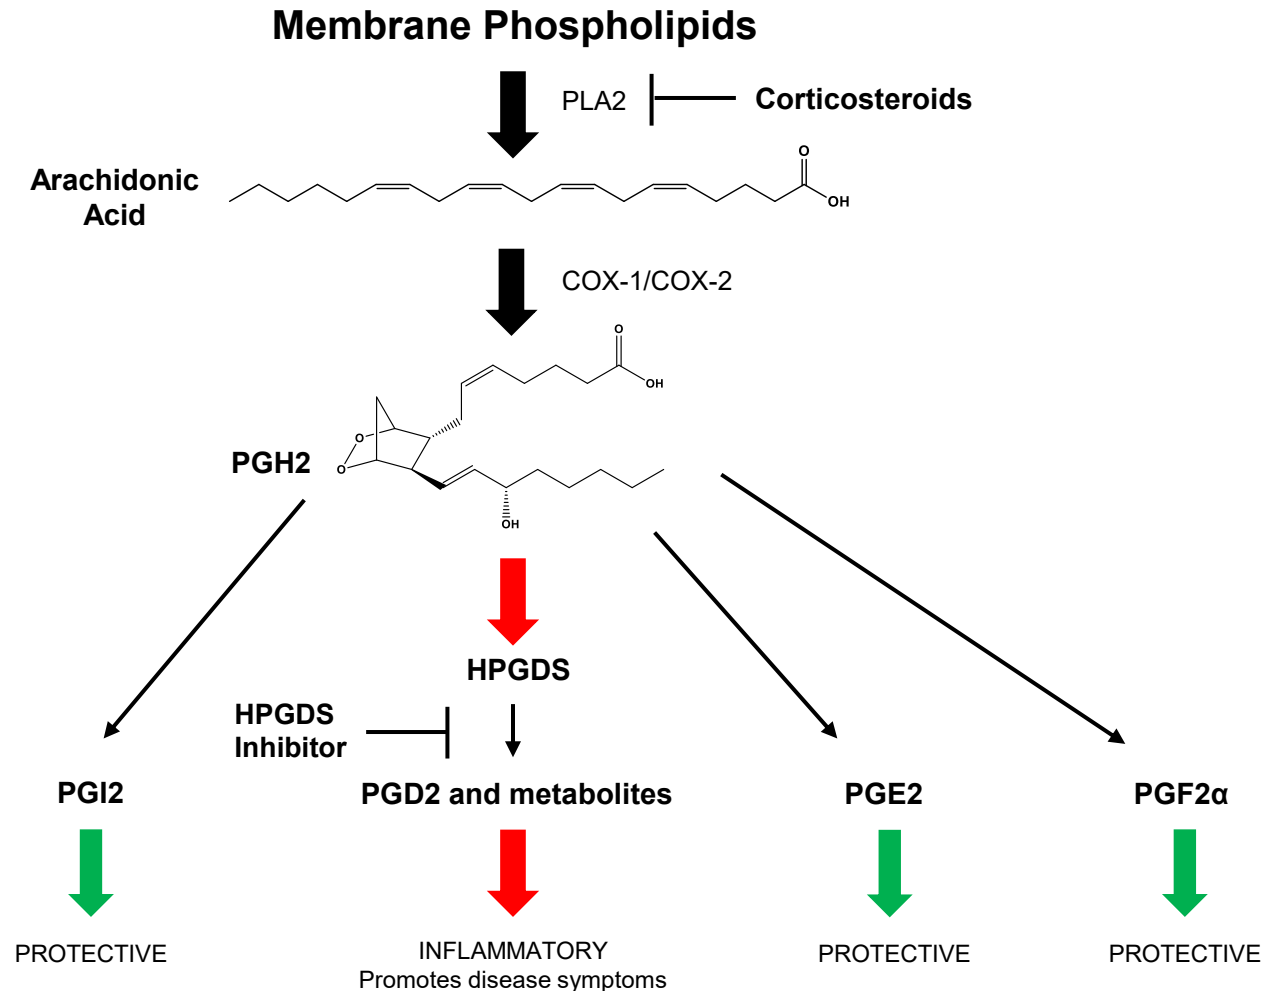 Membrane Phospholipids
PLA2
Corticosteroids
Arachidonic
Acid
O
OH
COX-1/COX-2
O
OH
O
O
PGH2
OH
HPGDS
HPGDS
Inhibitor
PGI2
PGD2 and metabolites
PGE2
PGF2α
PROTECTIVE
INFLAMMATORY
Promotes disease symptoms
PROTECTIVE
PROTECTIVE